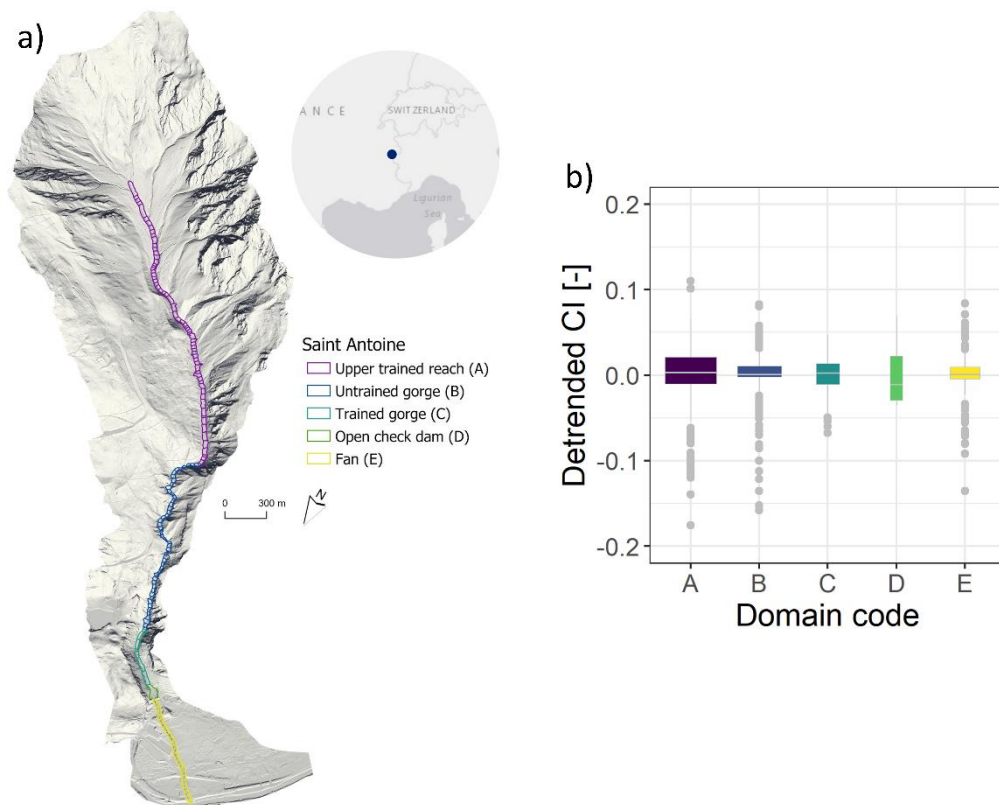 a)
ANCE
SWITZERLAND
Ligurian
Sea
Saint Antoine
Upper trained reach (A)
Untrained gorge (B)
Trained gorge (C)
Open check dam (D)
Fan (E)
0 300 m
N
b)
Detrended CI [-]
0.2
0.1
0.0
-0.1
-0.2
A B C D E
Domain code